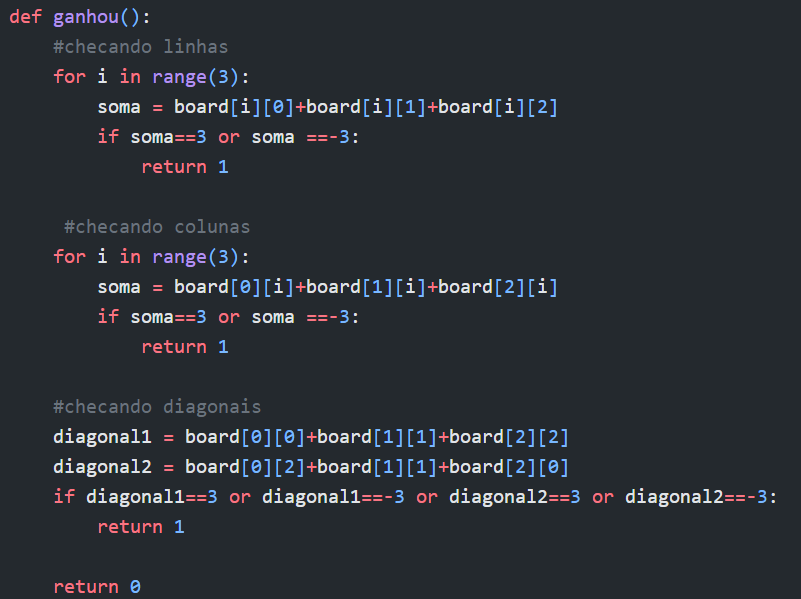 def ganhou():
    #checando linhas
    for i in range(3):
        soma = board[i][0]+board[i][1]+board[i][2]
        if soma==3 or soma ==-3:
            return 1

     #checando colunas
    for i in range(3):
        soma = board[0][i]+board[1][i]+board[2][i]
        if soma==3 or soma ==-3:
            return 1

    #checando diagonais
    diagonal1 = board[0][0]+board[1][1]+board[2][2]
    diagonal2 = board[0][2]+board[1][1]+board[2][0]
    if diagonal1==3 or diagonal1==-3 or diagonal2==3 or diagonal2==-3:
        return 1

    return 0